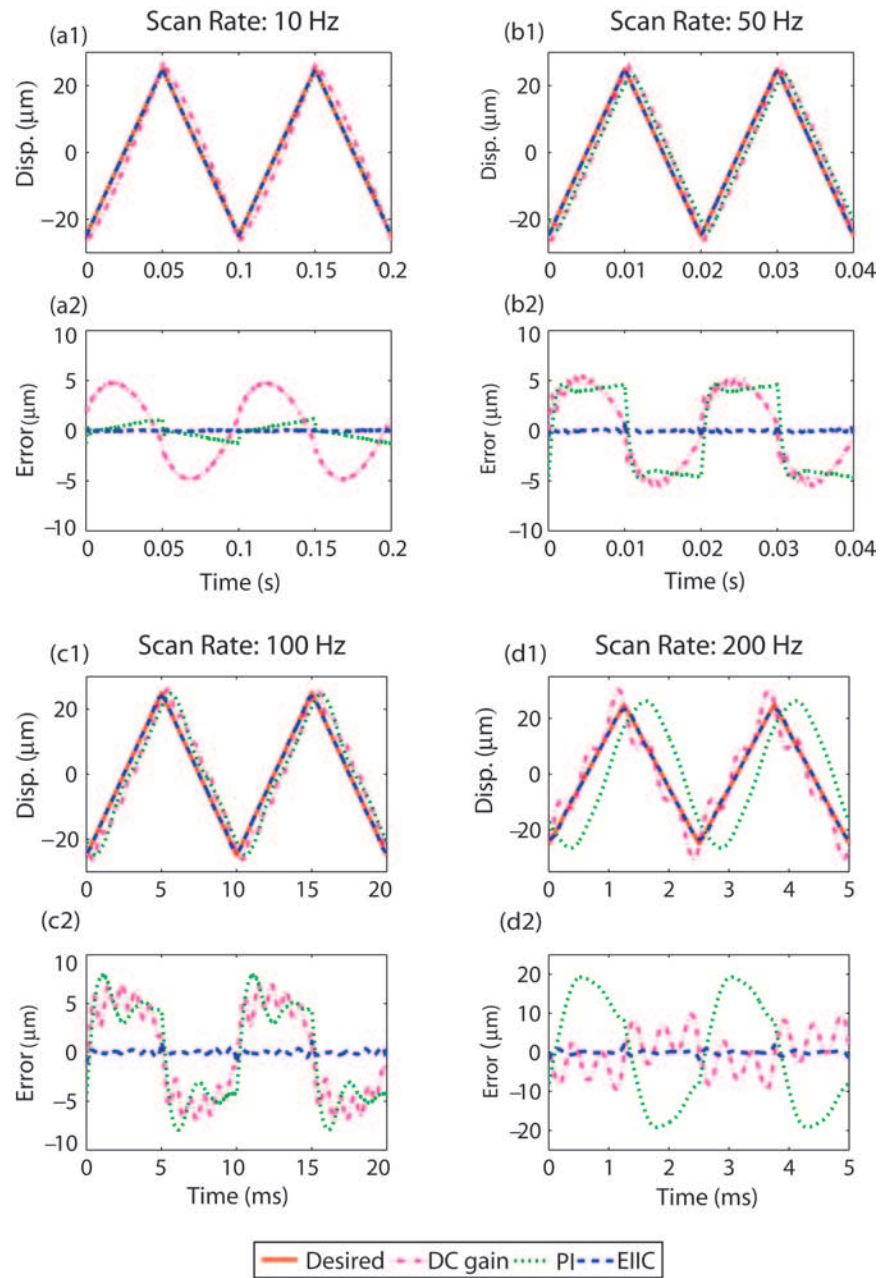 Scan Rate: 10 Hz
(a1)
Disp. (µm)
20
0
−20
0 0.05 0.1 0.15 0.2
(a2)
Error (µm)
10
5
0
−5
−10
0 0.05 0.1 0.15 0.2
Time (s)
Scan Rate: 50 Hz
(b1)
Disp. (µm)
20
0
−20
0 0.01 0.02 0.03 0.04
(b2)
Error (µm)
10
5
0
−5
−10
0 0.01 0.02 0.03 0.04
Time (s)
Scan Rate: 100 Hz
(c1)
Disp. (µm)
20
0
−20
0 5 10 15 20
(c2)
Error (µm)
10
5
0
−5
−10
0 5 10 15 20
Time (ms)
Scan Rate: 200 Hz
(d1)
Disp. (µm)
20
0
−20
0 1 2 3 4 5
(d2)
Error (µm)
20
10
0
−10
−20
0 1 2 3 4 5
Time (ms)
Desired DC gain PI EIIC